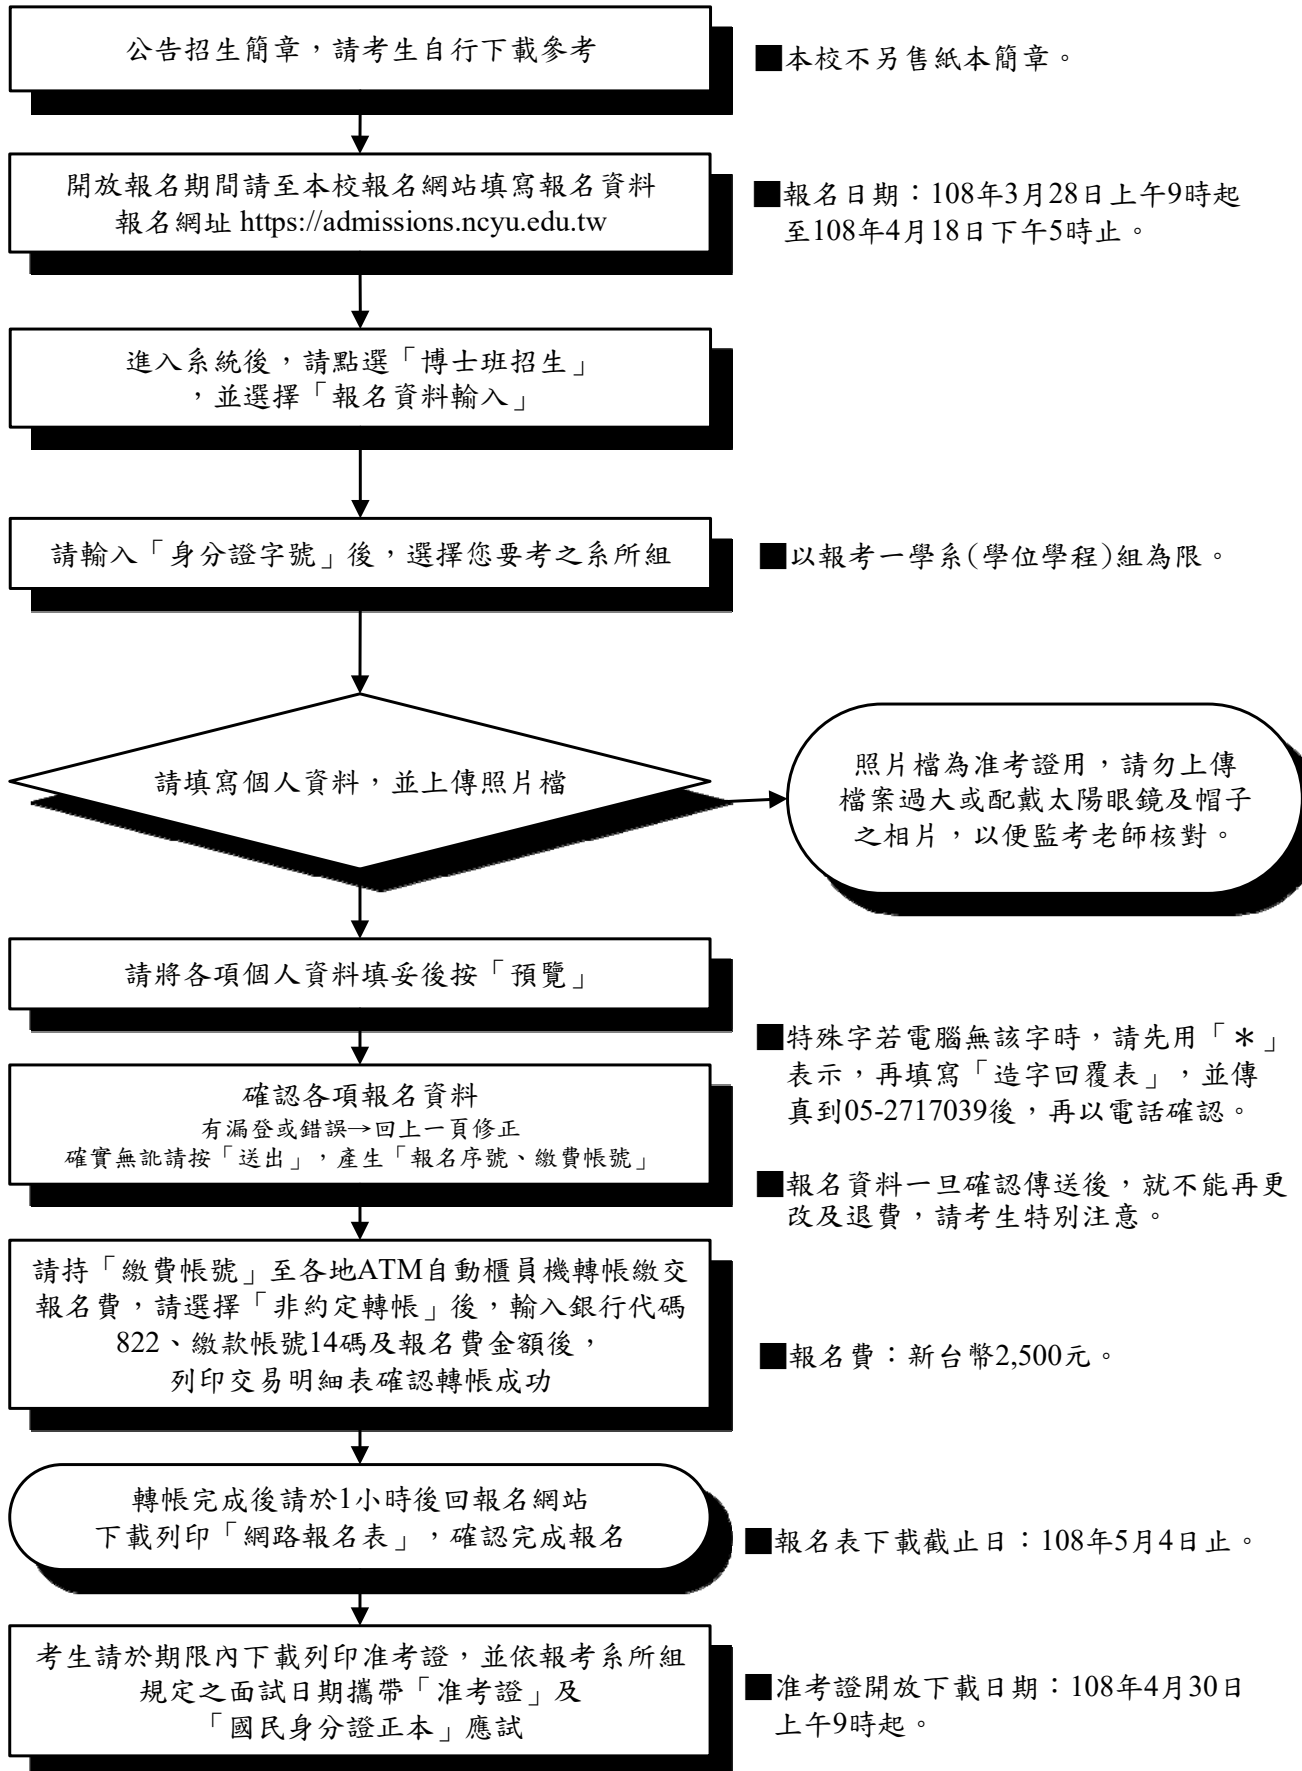 公告招生簡章，請考生自行下載參考
■本校不另售紙本簡章。
開放報名期間請至本校報名網站填寫報名資料
報名網址 https://admissions.ncyu.edu.tw
■報名日期：108年3月28日上午9時起
至108年4月18日下午5時止。
進入系統後，請點選「博士班招生」
，並選擇「報名資料輸入」
請輸入「身分證字號」後，選擇您要考之系所組
■以報考一學系(學位學程)組為限。
請填寫個人資料，並上傳照片檔
照片檔為准考證用，請勿上傳
檔案過大或配戴太陽眼鏡及帽子
之相片，以便監考老師核對。
請將各項個人資料填妥後按「預覽」
■特殊字若電腦無該字時，請先用「＊」
表示，再填寫「造字回覆表」，並傳
真到05-2717039後，再以電話確認。
確認各項報名資料
有漏登或錯誤→回上一頁修正
確實無訛請按「送出」，產生「報名序號、繳費帳號」
■報名資料一旦確認傳送後，就不能再更
改及退費，請考生特別注意。
請持「繳費帳號」至各地ATM自動櫃員機轉帳繳交
報名費，請選擇「非約定轉帳」後，輸入銀行代碼
822、繳款帳號14碼及報名費金額後，
列印交易明細表確認轉帳成功
■報名費：新台幣2,500元。
轉帳完成後請於1小時後回報名網站
下載列印「網路報名表」，確認完成報名
■報名表下載截止日：108年5月4日止。
考生請於期限內下載列印准考證，並依報考系所組
規定之面試日期攜帶「准考證」及
「國民身分證正本」應試
■准考證開放下載日期：108年4月30日
上午9時起。